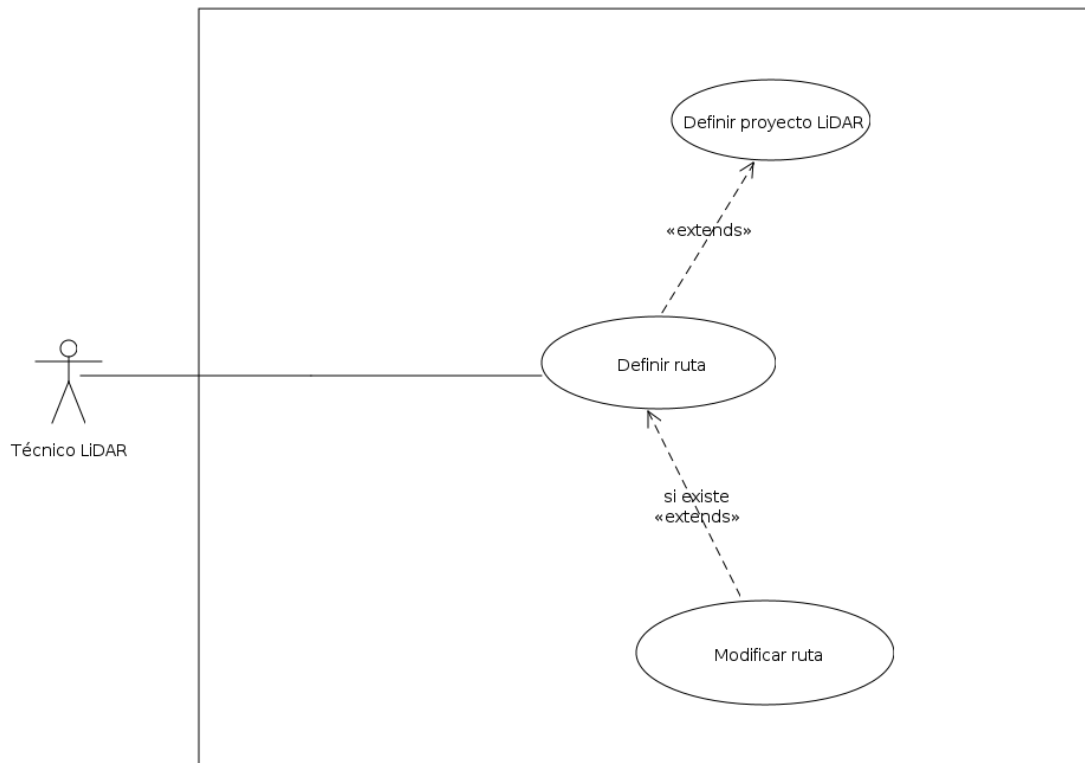 Definir proyecto LiDAR
«extends»
Definir ruta
Técnico LiDAR
si existe
«extends»
Modificar ruta